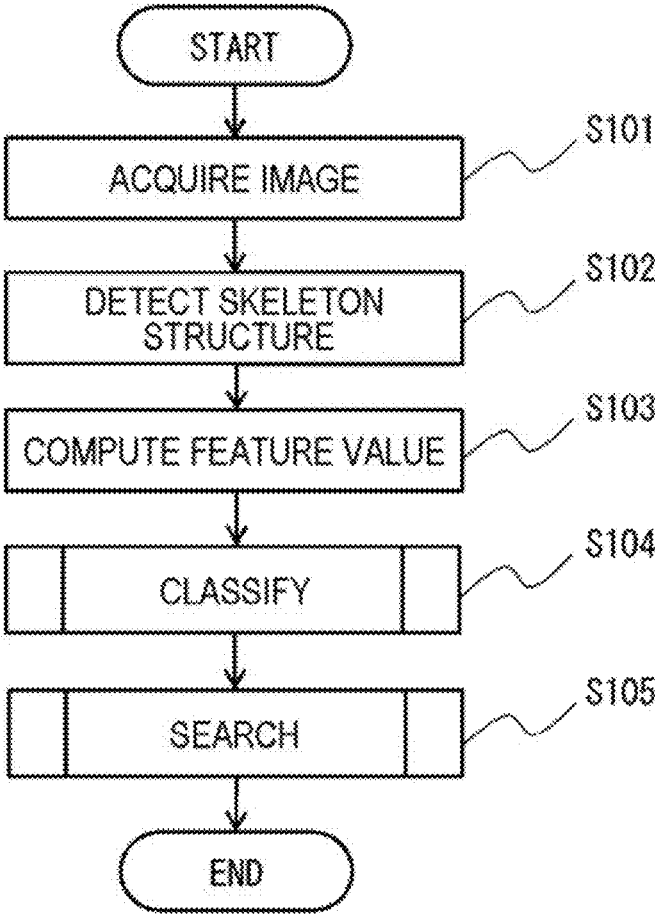 START
ACQUIRE IMAGE
S101
DETECT SKELETON
STRUCTURE
S102
COMPUTE FEATURE VALUE
S103
CLASSIFY
S104
SEARCH
S105
END